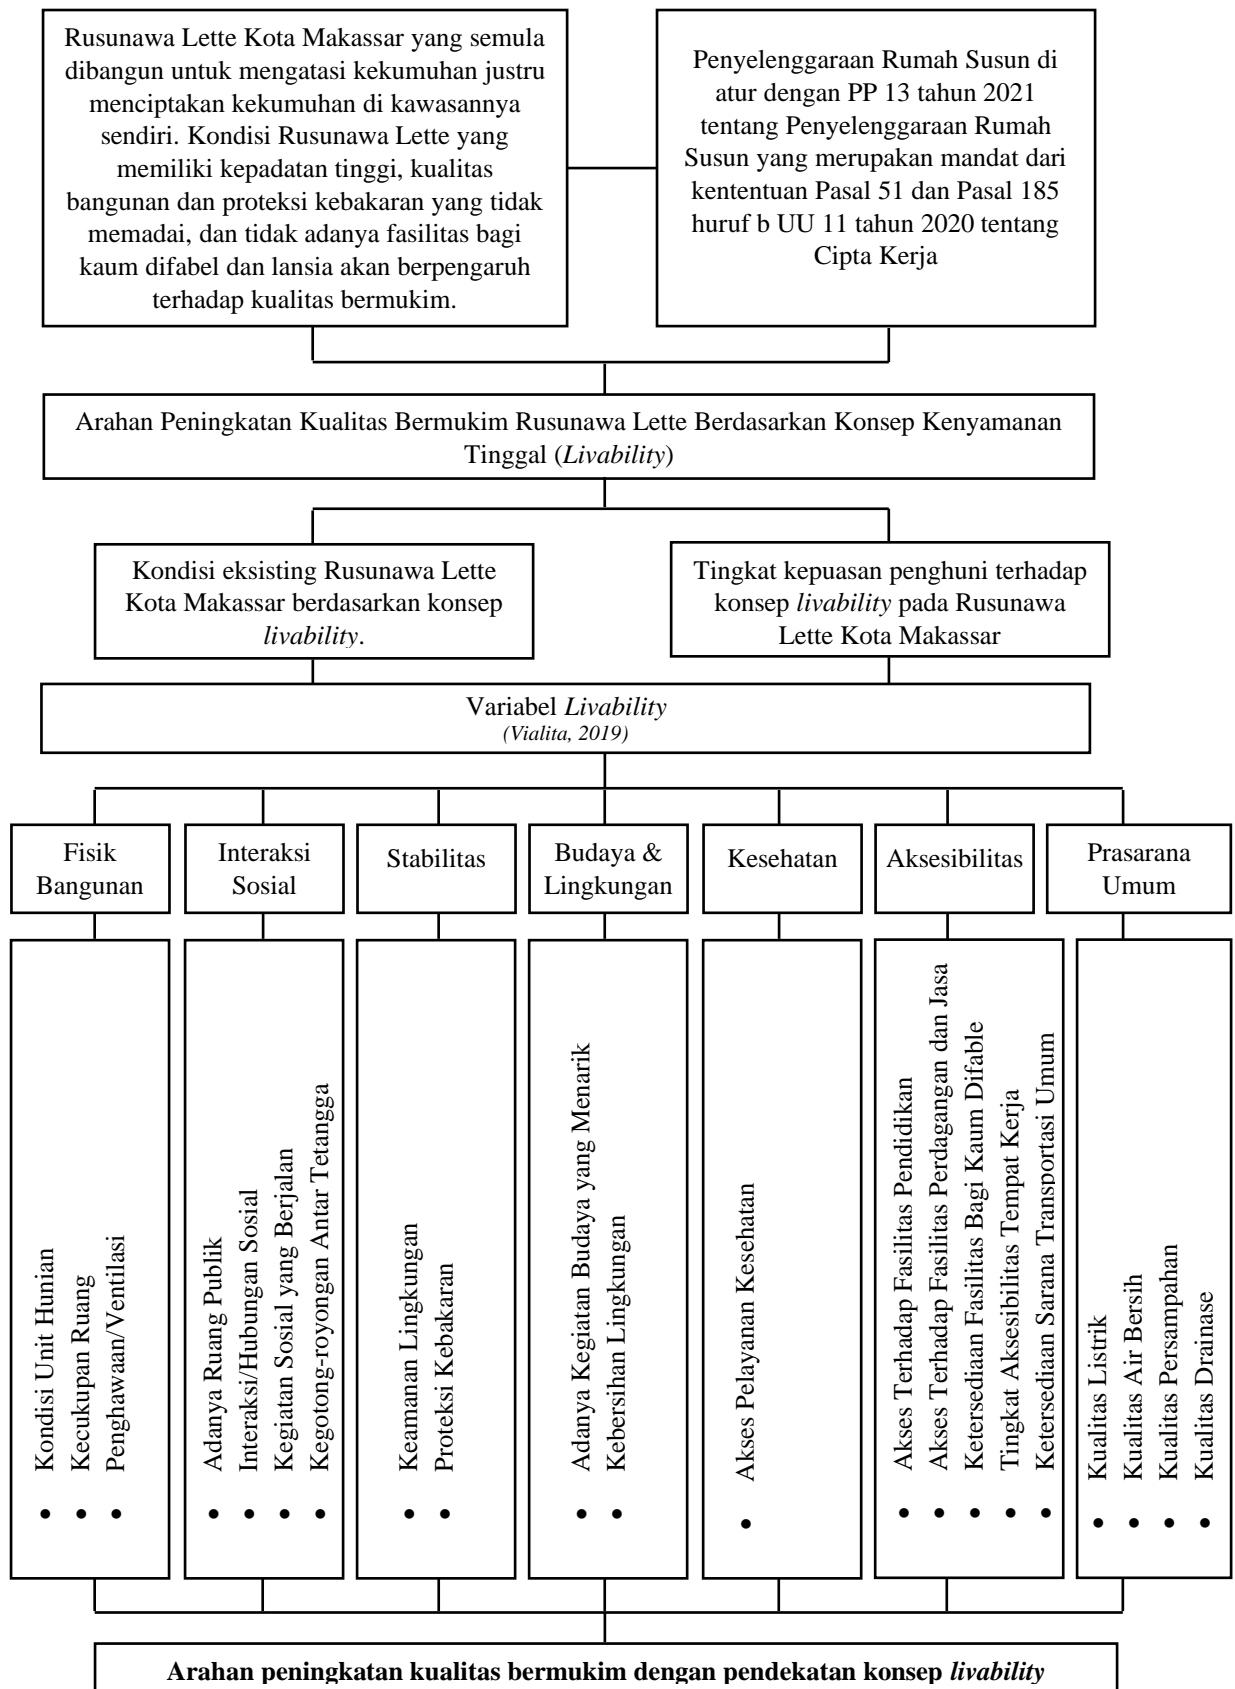 Rusunawa Lette Kota Makassar yang semula
dibangun untuk mengatasi kekumuhan justru
menciptakan kekumuhan di kawasannya
sendiri. Kondisi Rusunawa Lette yang
memiliki kepadatan tinggi, kualitas
bangunan dan proteksi kebakaran yang tidak
memadai, dan tidak adanya fasilitas bagi
kaum difabel dan lansia akan berpengaruh
terhadap kualitas bermukim.
Penyelenggaraan Rumah Susun di
atur dengan PP 13 tahun 2021
tentang Penyelenggaraan Rumah
Susun yang merupakan mandat dari
kententuan Pasal 51 dan Pasal 185
huruf b UU 11 tahun 2020 tentang
Cipta Kerja
Arahan Peningkatan Kualitas Bermukim Rusunawa Lette Berdasarkan Konsep Kenyamanan
Tinggal (Livability)
Kondisi eksisting Rusunawa Lette
Kota Makassar berdasarkan konsep
livability.
Tingkat kepuasan penghuni terhadap
konsep livability pada Rusunawa
Lette Kota Makassar
Variabel Livability
(Vialita, 2019)
Fisik
Bangunan
Interaksi
Sosial
Stabilitas
Budaya &
Lingkungan
Kesehatan
Aksesibilitas
Prasarana
Umum
• Kondisi Unit Hunian
• Kecukupan Ruang
• Penghawaan/Ventilasi
• Adanya Ruang Publik
• Interaksi/Hubungan Sosial
• Kegiatan Sosial yang Berjalan
• Kegotong-royongan Antar Tetangga
• Keamanan Lingkungan
• Proteksi Kebakaran
• Adanya Kegiatan Budaya yang Menarik
• Kebersihan Lingkungan
• Akses Pelayanan Kesehatan
• Akses Terhadap Fasilitas Pendidikan
• Akses Terhadap Fasilitas Perdagangan dan Jasa
• Ketersediaan Fasilitas Bagi Kaum Difable
• Tingkat Aksesibilitas Tempat Kerja
• Ketersediaan Sarana Transportasi Umum
• Kualitas Listrik
• Kualitas Air Bersih
• Kualitas Persampahan
• Kualitas Drainase
Arahan peningkatan kualitas bermukim dengan pendekatan konsep livability